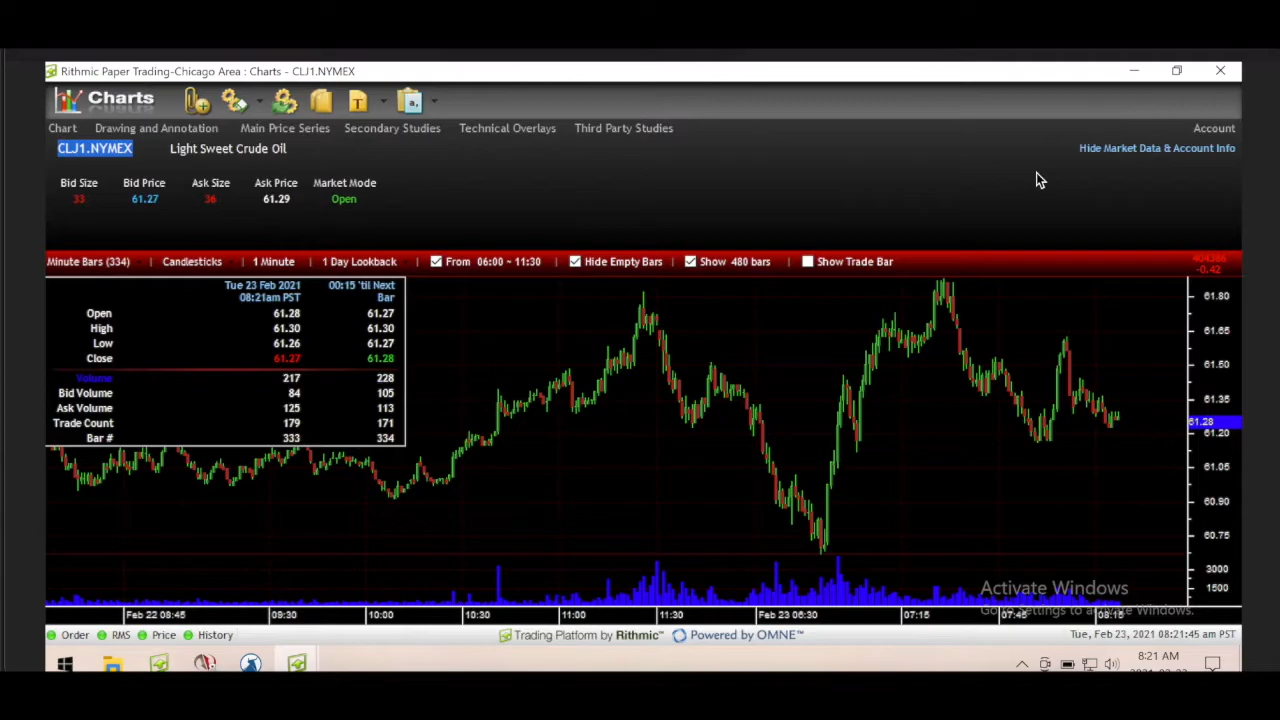 Rithmic Paper Trading-Chicago Area : Charts - CLJ1.NYMEX
Charts
Chart Drawing and Annotation Main Price Series Secondary Studies Technical Overlays Third Party Studies Account
CLJ1.NYMEX Light Sweet Crude Oil Hide Market Data & Account Info
Bid Size Bid Price Ask Size Ask Price Market Mode
33 61.27 36 61.29 Open
Minute Bars (334) | Candlesticks | 1 Minute | 1 Day Lookback From 06:00 ~ 11:30 Hide Empty Bars Show 480 bars Show Trade Bar
404386
-0.42
Tue 23 Feb 2021 00:15 'til Next
08:21am PST Bar
Open 61.28 61.27
High 61.30 61.30
Low 61.26 61.27
Close 61.27 61.28
Volume 217 228
Bid Volume 84 105
Ask Volume 125 113
Trade Count 179 171
Bar # 333 334
61.80
61.65
61.50
61.35
61.28
61.20
61.05
60.90
60.75
3000
1500
Activate Windows
Go to Settings to activate Windows.
Feb 22 08:45 09:30 10:00 10:30 11:00 11:30 Feb 23 06:30 07:15 07:45 08:15
Order RMS Price History Trading Platform by Rithmic™ Powered by OMNE™ Tue, Feb 23, 2021 08:21:45 am PST
8:21 AM